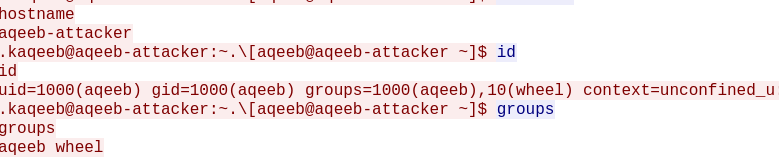 hostname
aqeeb-attacker
.kaqeeb@aqeeb-attacker:~.\[aqeeb@aqeeb-attacker ~]$ id
id
uid=1000(aqeeb) gid=1000(aqeeb) groups=1000(aqeeb),10(wheel) context=unconfined_u
.kaqeeb@aqeeb-attacker:~.\[aqeeb@aqeeb-attacker ~]$ groups
groups
aqeeb wheel